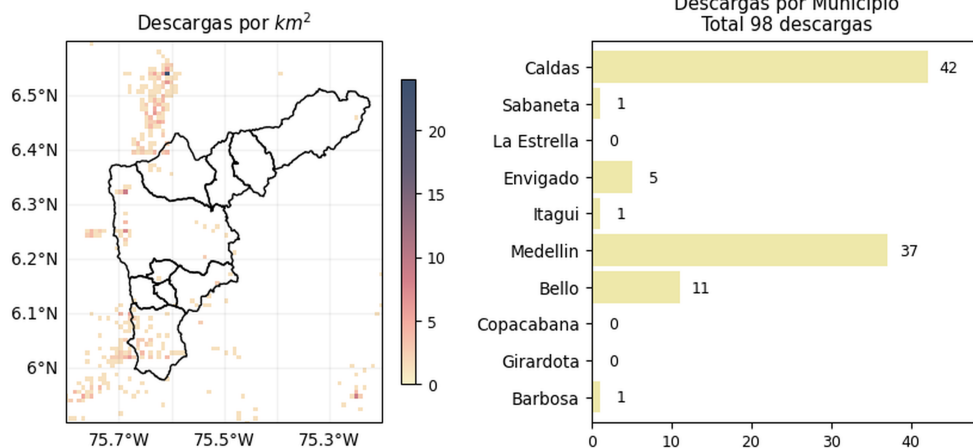 Descargas por km²
6.5°N
6.4°N
6.3°N
6.2°N
6.1°N
6°N
75.7°W 75.5°W 75.3°W
20
15
10
5
0
Descargas por Municipio
Total 98 descargas
Caldas 42
Sabaneta 1
La Estrella 0
Envigado 5
Itagui 1
Medellin 37
Bello 11
Copacabana 0
Girardota 0
Barbosa 1
0 10 20 30 40